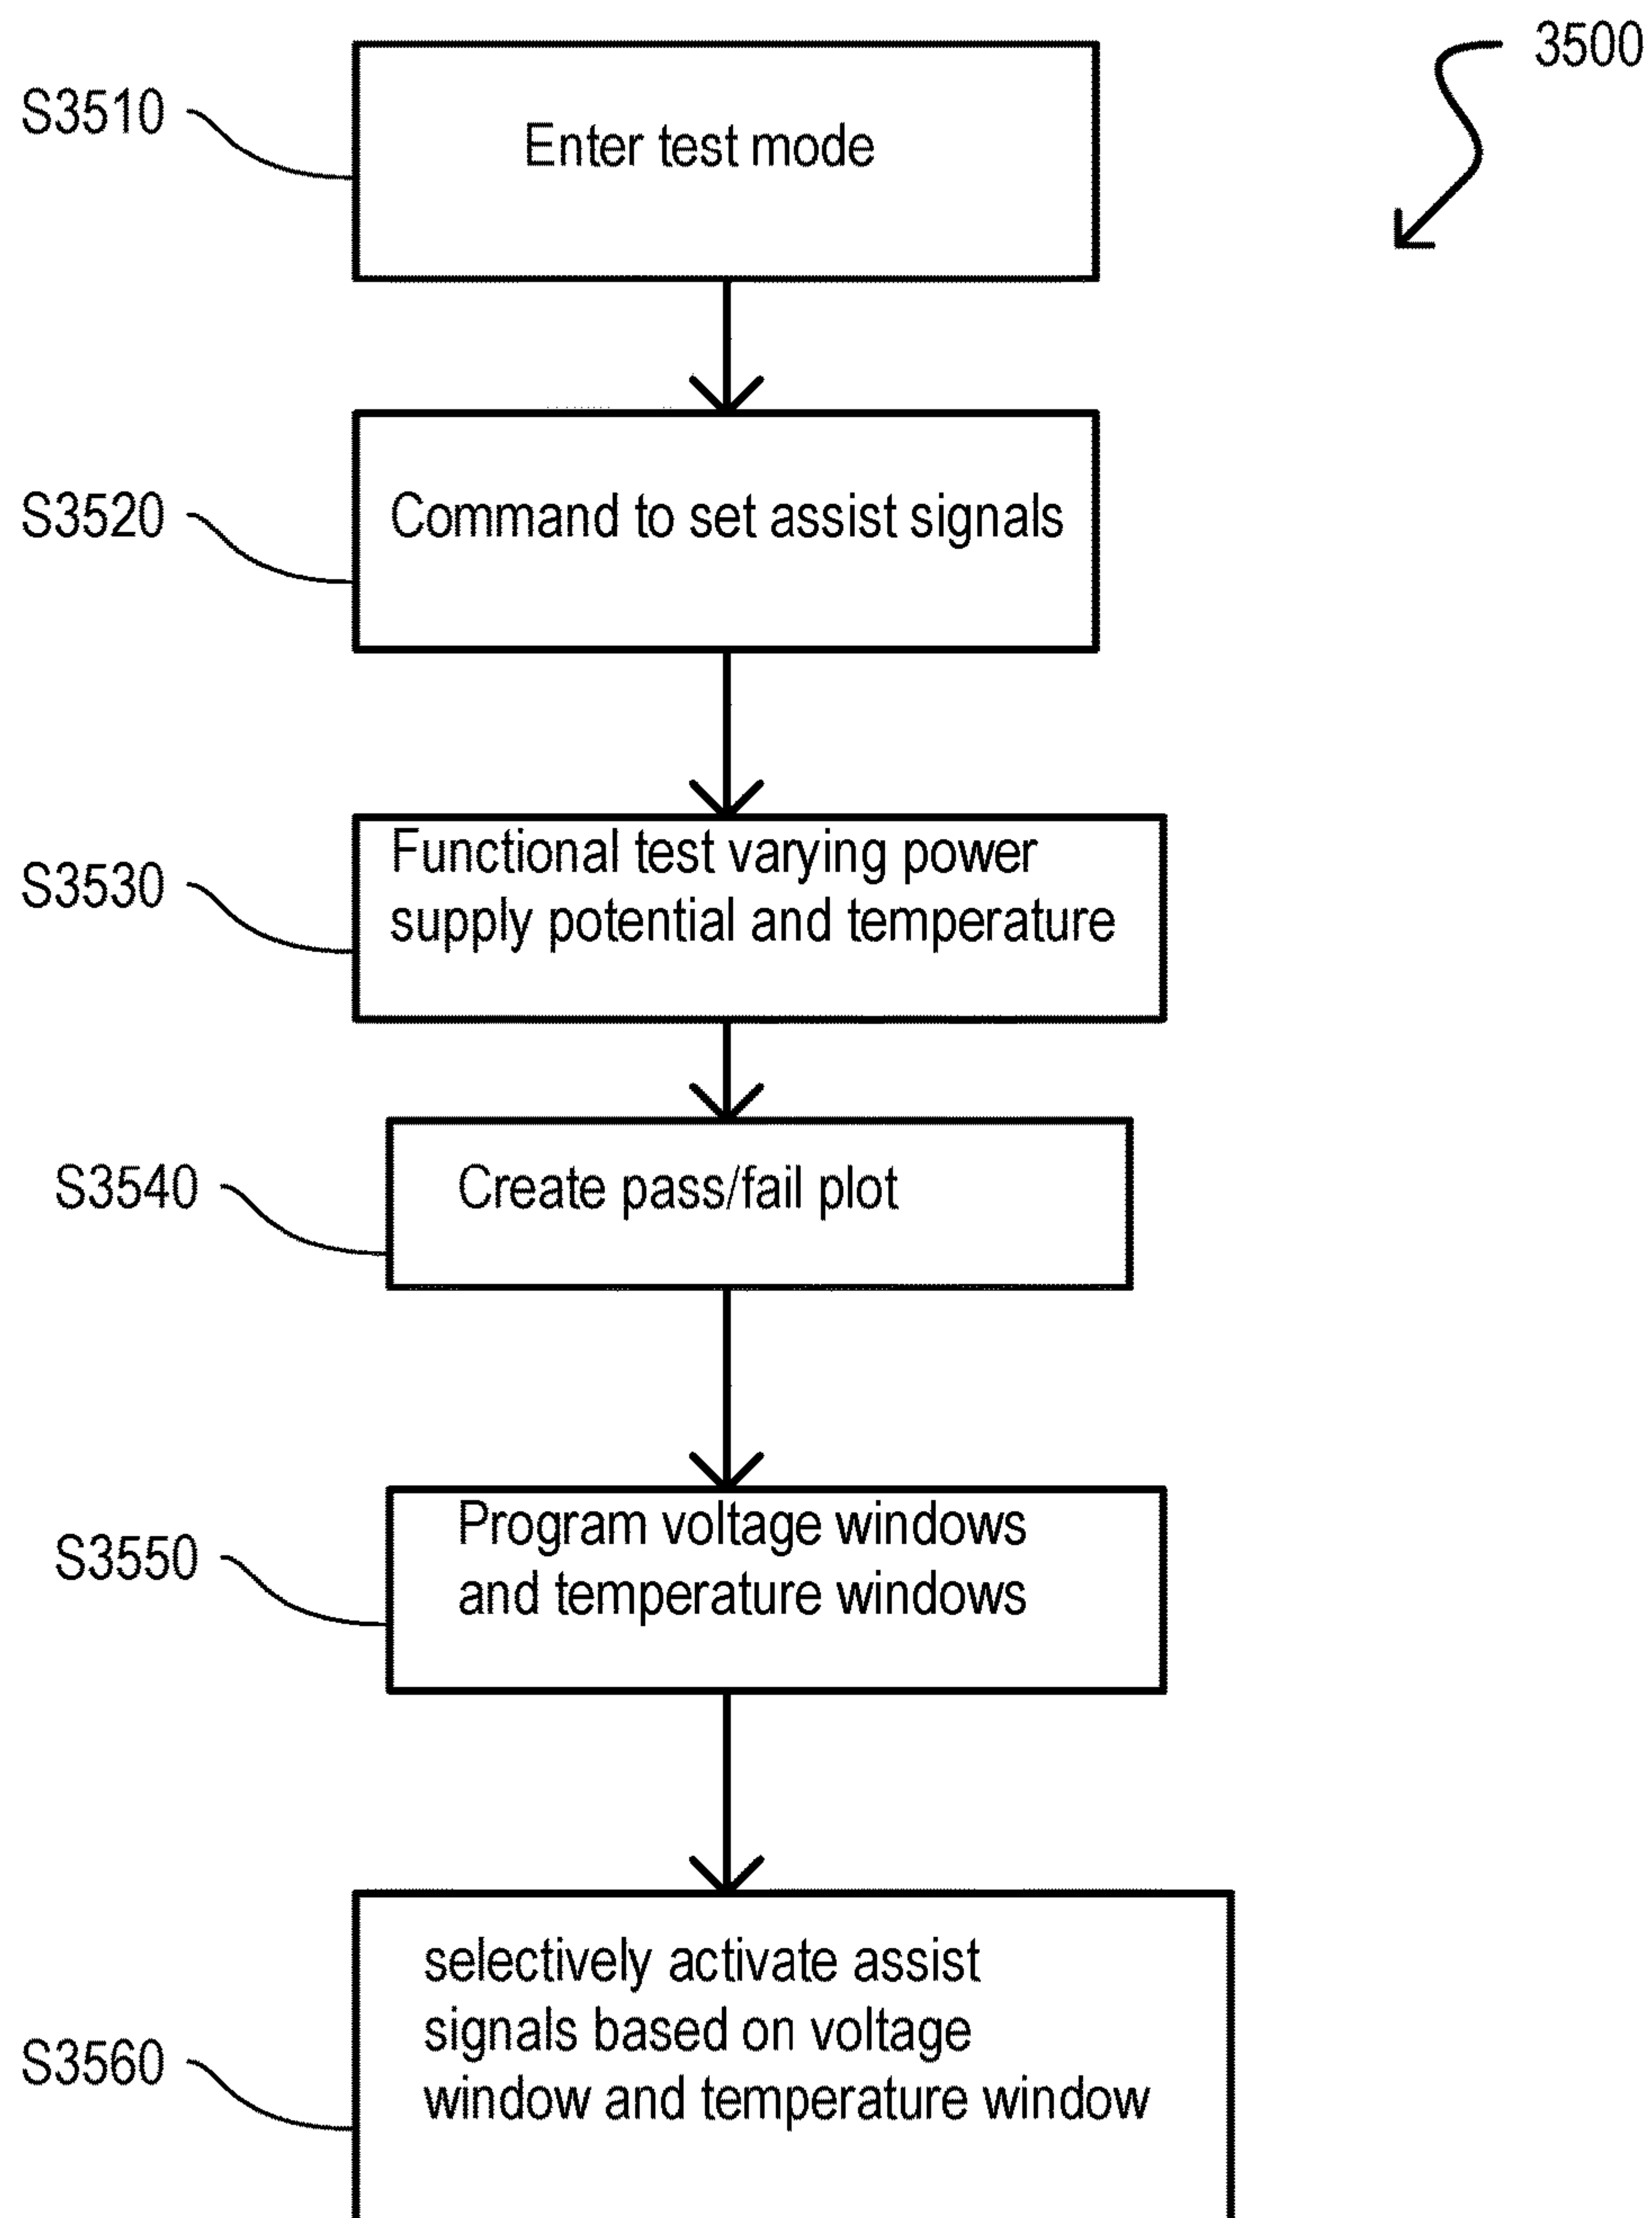 3500
S3510
Enter test mode
S3520
Command to set assist signals
S3530
Functional test varying power
supply potential and temperature
S3540
Create pass/fail plot
S3550
Program voltage windows
and temperature windows
S3560
selectively activate assist
signals based on voltage
window and temperature window